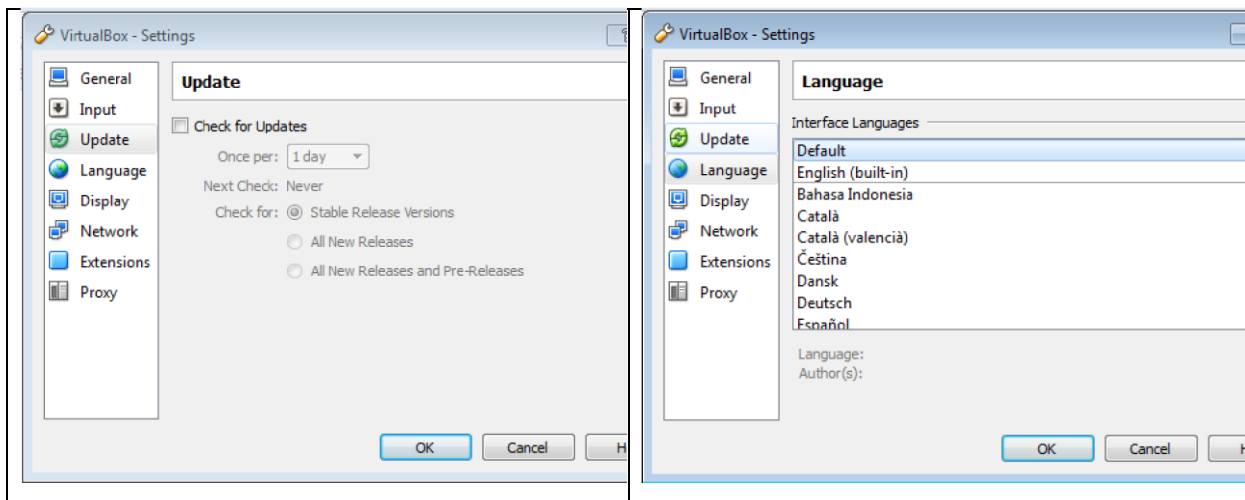 VirtualBox - Settings
General
Input
Update
Language
Display
Network
Extensions
Proxy
Update
Check for Updates
Once per: 1 day
Next Check: Never
Check for: Stable Release Versions
All New Releases
All New Releases and Pre-Releases
OK Cancel
VirtualBox - Settings
General
Input
Update
Language
Display
Network
Extensions
Proxy
Language
Interface Languages
Default
English (built-in)
Bahasa Indonesia
Català
Català (valencià)
Čeština
Dansk
Deutsch
Español
Language:
Author(s):
OK Cancel